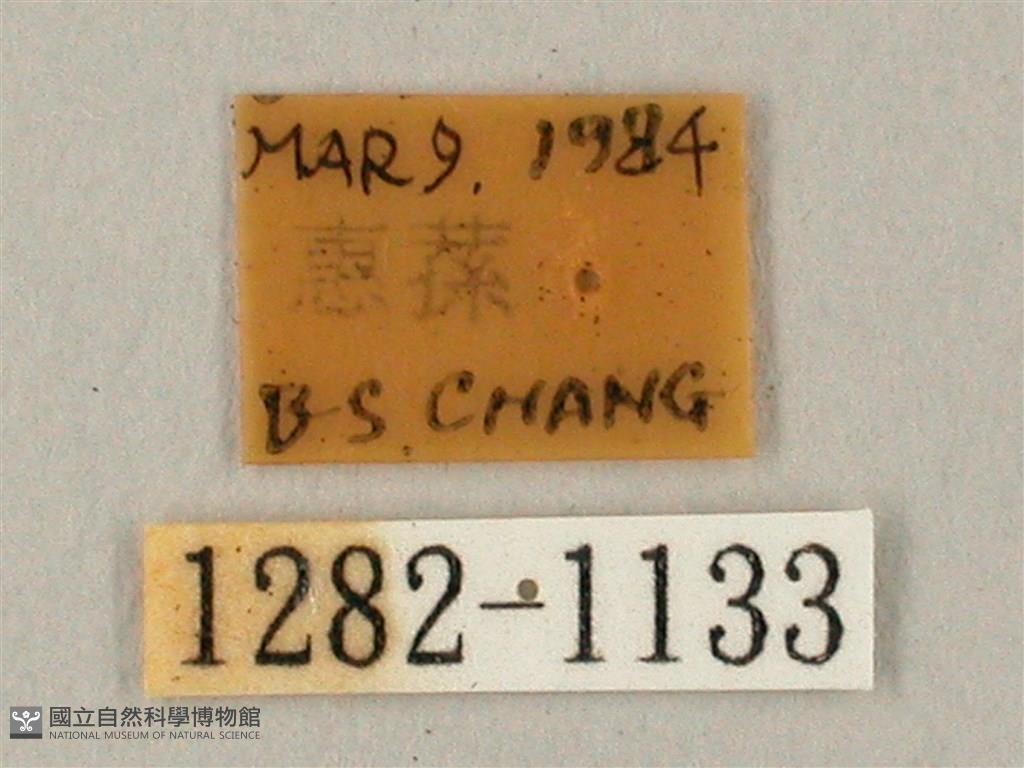 MAR 9. 1984
惠蓀
B-S. CHANG
1282-1133
國立自然科學博物館
NATIONAL MUSEUM OF NATURAL SCIENCE